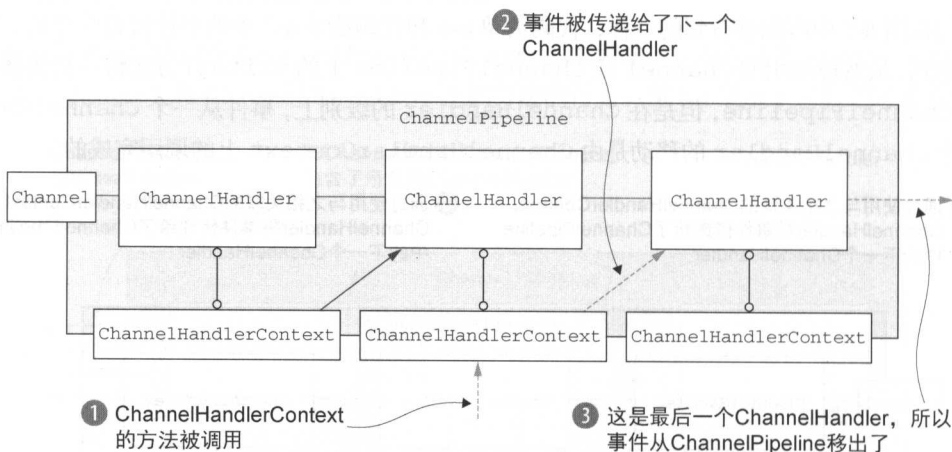 ❷ 事件被传递给了下一个
ChannelHandler
ChannelPipeline
Channel
ChannelHandler
ChannelHandler
ChannelHandler
ChannelHandlerContext
ChannelHandlerContext
ChannelHandlerContext
❶ ChannelHandlerContext
的方法被调用
❸ 这是最后一个ChannelHandler，所以
事件从ChannelPipeline移出了